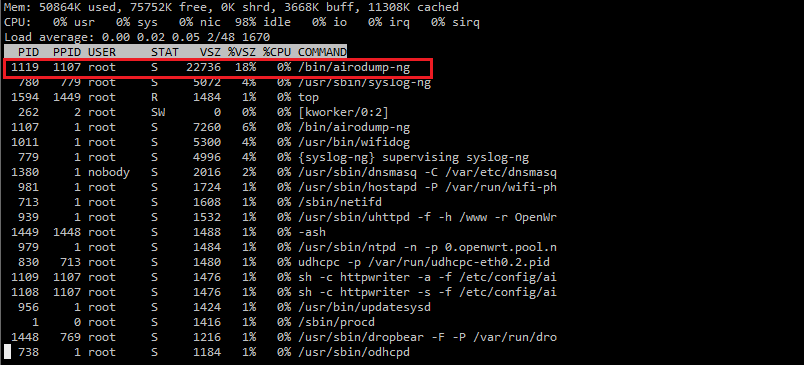 Mem: 50864K used, 75752K free, 0K shrd, 3668K buff, 11308K cached
CPU:   0% usr   0% sys   0% nic  98% idle   0% io   0% irq   0% sirq
Load average: 0.00 0.02 0.05 2/48 1670
  PID  PPID USER     STAT   VSZ %VSZ %CPU COMMAND
 1119  1107 root     S    22736  18%   0% /bin/airodump-ng
  780   779 root     S     5072   4%   0% /usr/sbin/syslog-ng
 1594  1449 root     R     1484   1%   0% top
  262     2 root     SW       0   0%   0% [kworker/0:2]
 1107     1 root     S     7260   6%   0% /bin/airodump-ng
 1011     1 root     S     5300   4%   0% /usr/bin/wifidog
  779     1 root     S     4996   4%   0% {syslog-ng} supervising syslog-ng
 1380     1 nobody   S     2016   2%   0% /usr/sbin/dnsmasq -C /var/etc/dnsmasq
  981     1 root     S     1724   1%   0% /usr/sbin/hostapd -P /var/run/wifi-ph
  713     1 root     S     1608   1%   0% /sbin/netifd
  939     1 root     S     1532   1%   0% /usr/sbin/uhttpd -f -h /www -r OpenWr
 1449  1448 root     S     1488   1%   0% -ash
  979     1 root     S     1484   1%   0% /usr/sbin/ntpd -n -p 0.openwrt.pool.n
  830   713 root     S     1480   1%   0% udhcpc -p /var/run/udhcpc-eth0.2.pid
 1109  1107 root     S     1476   1%   0% sh -c httpwriter -a -f /etc/config/ai
 1108  1107 root     S     1476   1%   0% sh -c httpwriter -s -f /etc/config/ai
  956     1 root     S     1424   1%   0% /usr/bin/updatesysd
    1     0 root     S     1416   1%   0% /sbin/procd
 1448   769 root     S     1216   1%   0% /usr/sbin/dropbear -F -P /var/run/dro
  738     1 root     S     1184   1%   0% /usr/sbin/odhcpd